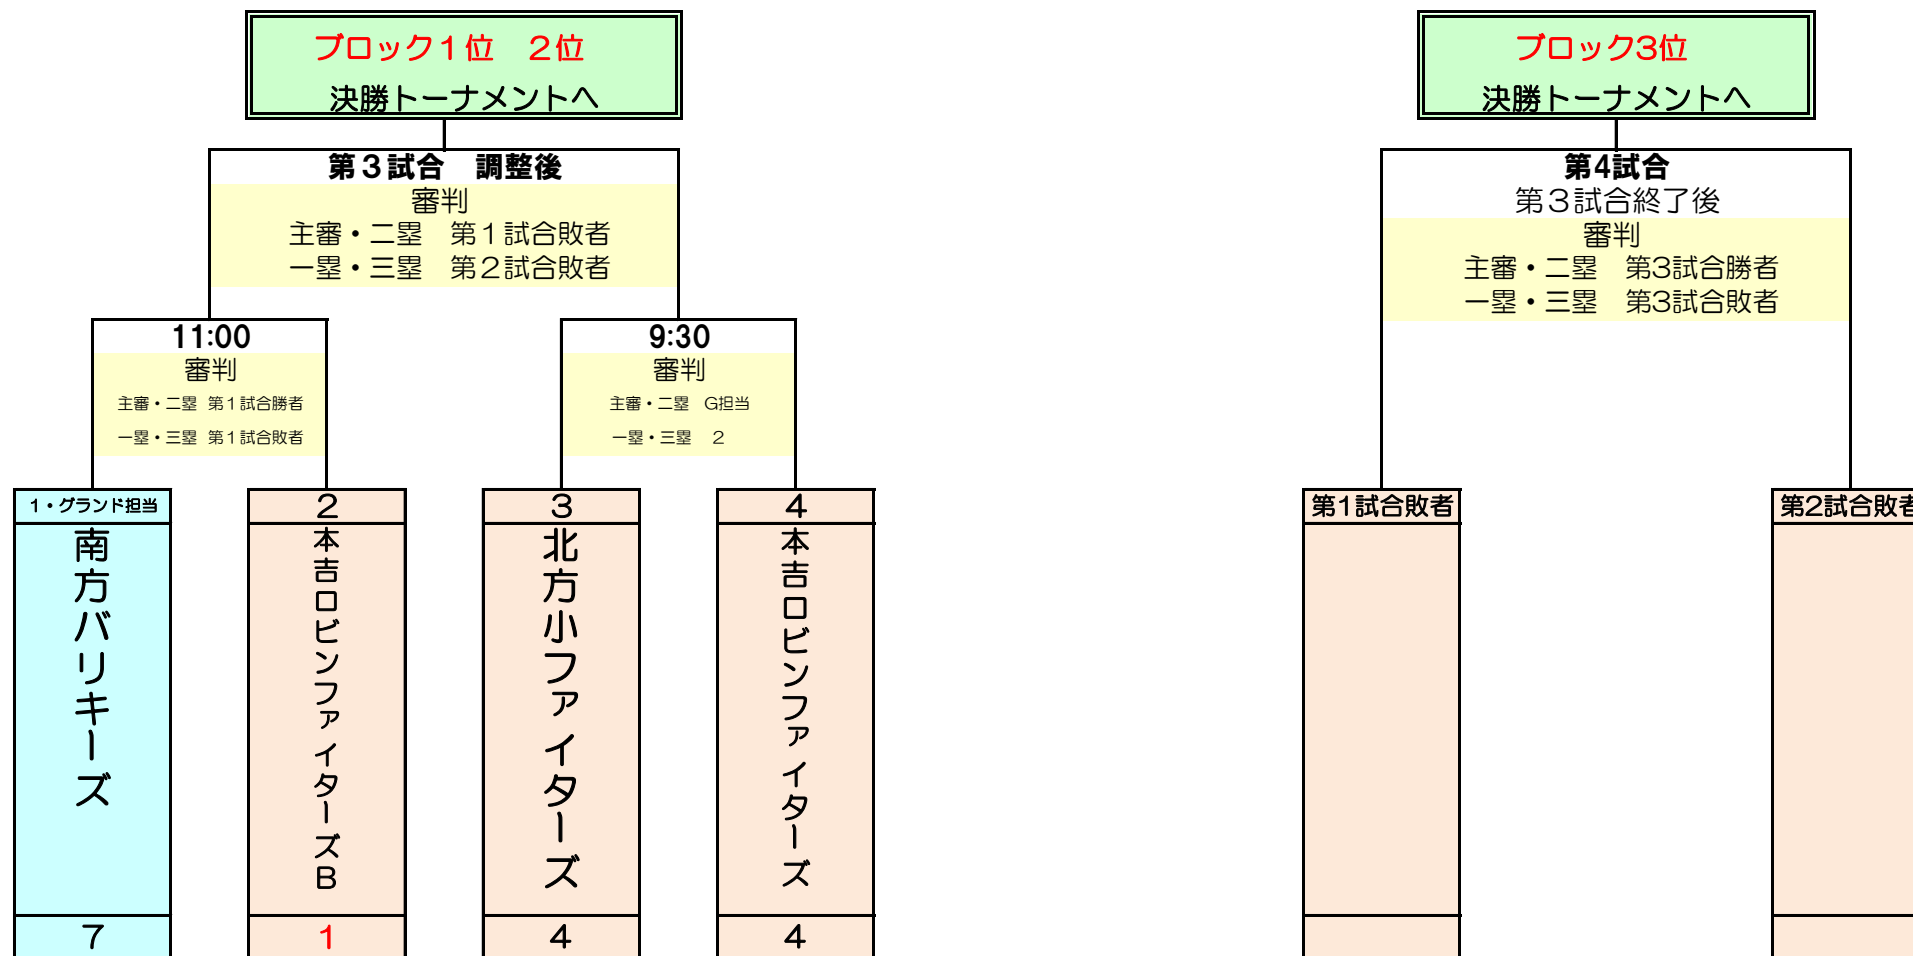 ブロック１位　２位
決勝トーナメントへ
第３試合　調整後
審判
主審・二塁　第１試合敗者
一塁・三塁　第２試合敗者
11:00
審判
主審・二塁 第１試合勝者
一塁・三塁 第１試合敗者
9:30
審判
主審・二塁　G担当
一塁・三塁　２
1・グランド担当
南方バリキーズ
7
2
本吉ロビンファイターズB
1
3
北方小ファイターズ
4
4
本吉ロビンファイターズ
4
ブロック3位
決勝トーナメントへ
第4試合
第３試合終了後
審判
主審・二塁　第3試合勝者
一塁・三塁　第3試合敗者
第1試合敗者
第2試合敗者